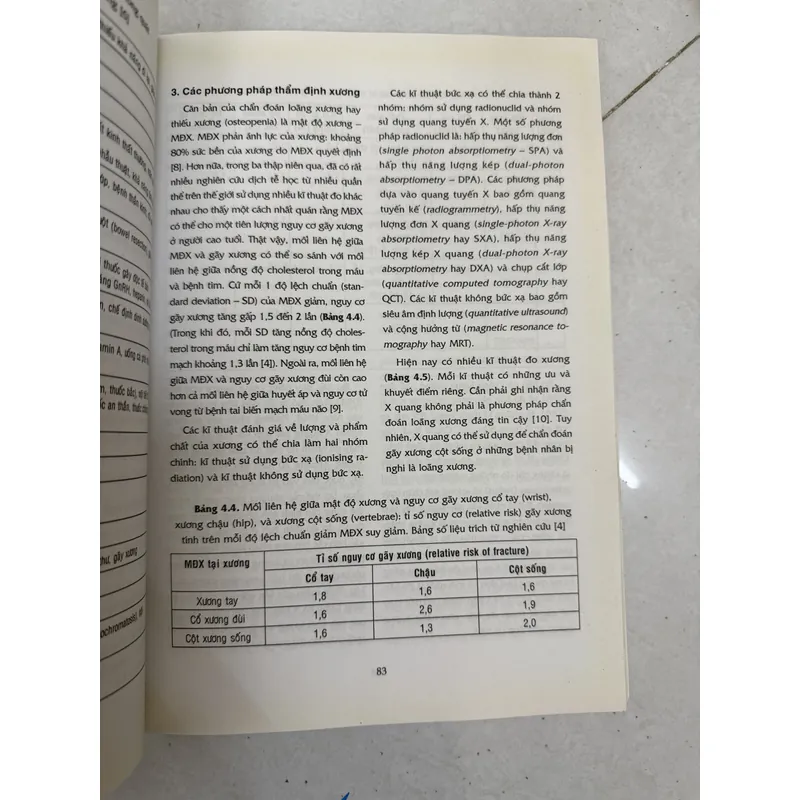 3. Các phương pháp thẩm định xương
Căn bản của chẩn đoán loãng xương hay
thiếu xương (osteopenia) là mật độ xương –
MĐX. MĐX phản ánh lực của xương: khoảng
80% sức bền của xương do MĐX quyết định
[8]. Hơn nữa, trong ba thập niên qua, đã có rất
nhiều nghiên cứu dịch tễ học từ nhiều quần
thể trên thế giới sử dụng nhiều kĩ thuật đo khác
nhau cho thấy một cách nhất quán rằng MĐX
có thể cho một tiên lượng nguy cơ gãy xương
ở người cao tuổi. Thật vậy, mối liên hệ giữa
MĐX và gãy xương có thể so sánh với mối
liên hệ giữa nồng độ cholesterol trong máu
và bệnh tim. Cứ mỗi 1 độ lệch chuẩn (stan-
dard deviation – SD) của MĐX giảm, nguy cơ
gãy xương tăng gấp 1,5 đến 2 lần (Bảng 4.4).
(Trong khi đó, mỗi SD tăng nồng độ choles-
terol trong máu chỉ làm tăng nguy cơ bệnh tim
mạch khoảng 1,3 lần [4]). Ngoài ra, mối liên hệ
giữa MĐX và nguy cơ gãy xương đùi còn cao
hơn cả mối liên hệ giữa huyết áp và nguy cơ tử
vong từ bệnh tai biến mạch máu não [9].
Các kĩ thuật đánh giá về lượng và phẩm
chất của xương có thể chia làm hai nhóm
chính: kĩ thuật sử dụng bức xạ (ionising ra-
diation) và kĩ thuật không sử dụng bức xạ.
Các kĩ thuật bức xạ có thể chia thành 2
nhóm: nhóm sử dụng radionuclid và nhóm
sử dụng quang tuyến X. Một số phương
pháp radionuclid là: hấp thụ năng lượng đơn
(single photon absorptiometry – SPA) và
hấp thụ năng lượng kép (dual-photon
absorptiometry – DPA). Các phương pháp
dựa vào quang tuyến X bao gồm quang
tuyến kế (radiogrammetry), hấp thụ năng
lượng đơn X quang (single-photon X-ray
absorptiometry hay SXA), hấp thụ năng
lượng kép X quang (dual-photon X-ray
absorptiometry hay DXA) và chụp cắt lớp
(quantitative computed tomography hay
QCT). Các kĩ thuật không bức xạ bao gồm
siêu âm định lượng (quantitative ultrasound)
và cộng hưởng từ (magnetic resonance to-
mography hay MRT).
Hiện nay có nhiều kĩ thuật đo xương
(Bảng 4.5). Mỗi kĩ thuật có những ưu và
khuyết điểm riêng. Cần phải ghi nhận rằng
X quang không phải là phương pháp chẩn
đoán loãng xương đáng tin cậy [10]. Tuy
nhiên, X quang có thể sử dụng để chẩn đoán
gãy xương cột sống ở những bệnh nhân bị
nghi là loãng xương.
Bảng 4.4. Mối liên hệ giữa mật độ xương và nguy cơ gãy xương cổ tay (wrist),
xương chậu (hip), và xương cột sống (vertebrae): tỉ số nguy cơ (relative risk) gãy xương
tính trên mỗi độ lệch chuẩn giảm MĐX suy giảm. Bảng số liệu trích từ nghiên cứu [4]
MĐX tại xương Tỉ số nguy cơ gãy xương (relative risk of fracture)
Cổ tay Chậu Cột sống
Xương tay 1,8 1,6 1,6
Cổ xương đùi 1,6 2,6 1,9
Cột xương sống 1,6 1,3 2,0
83